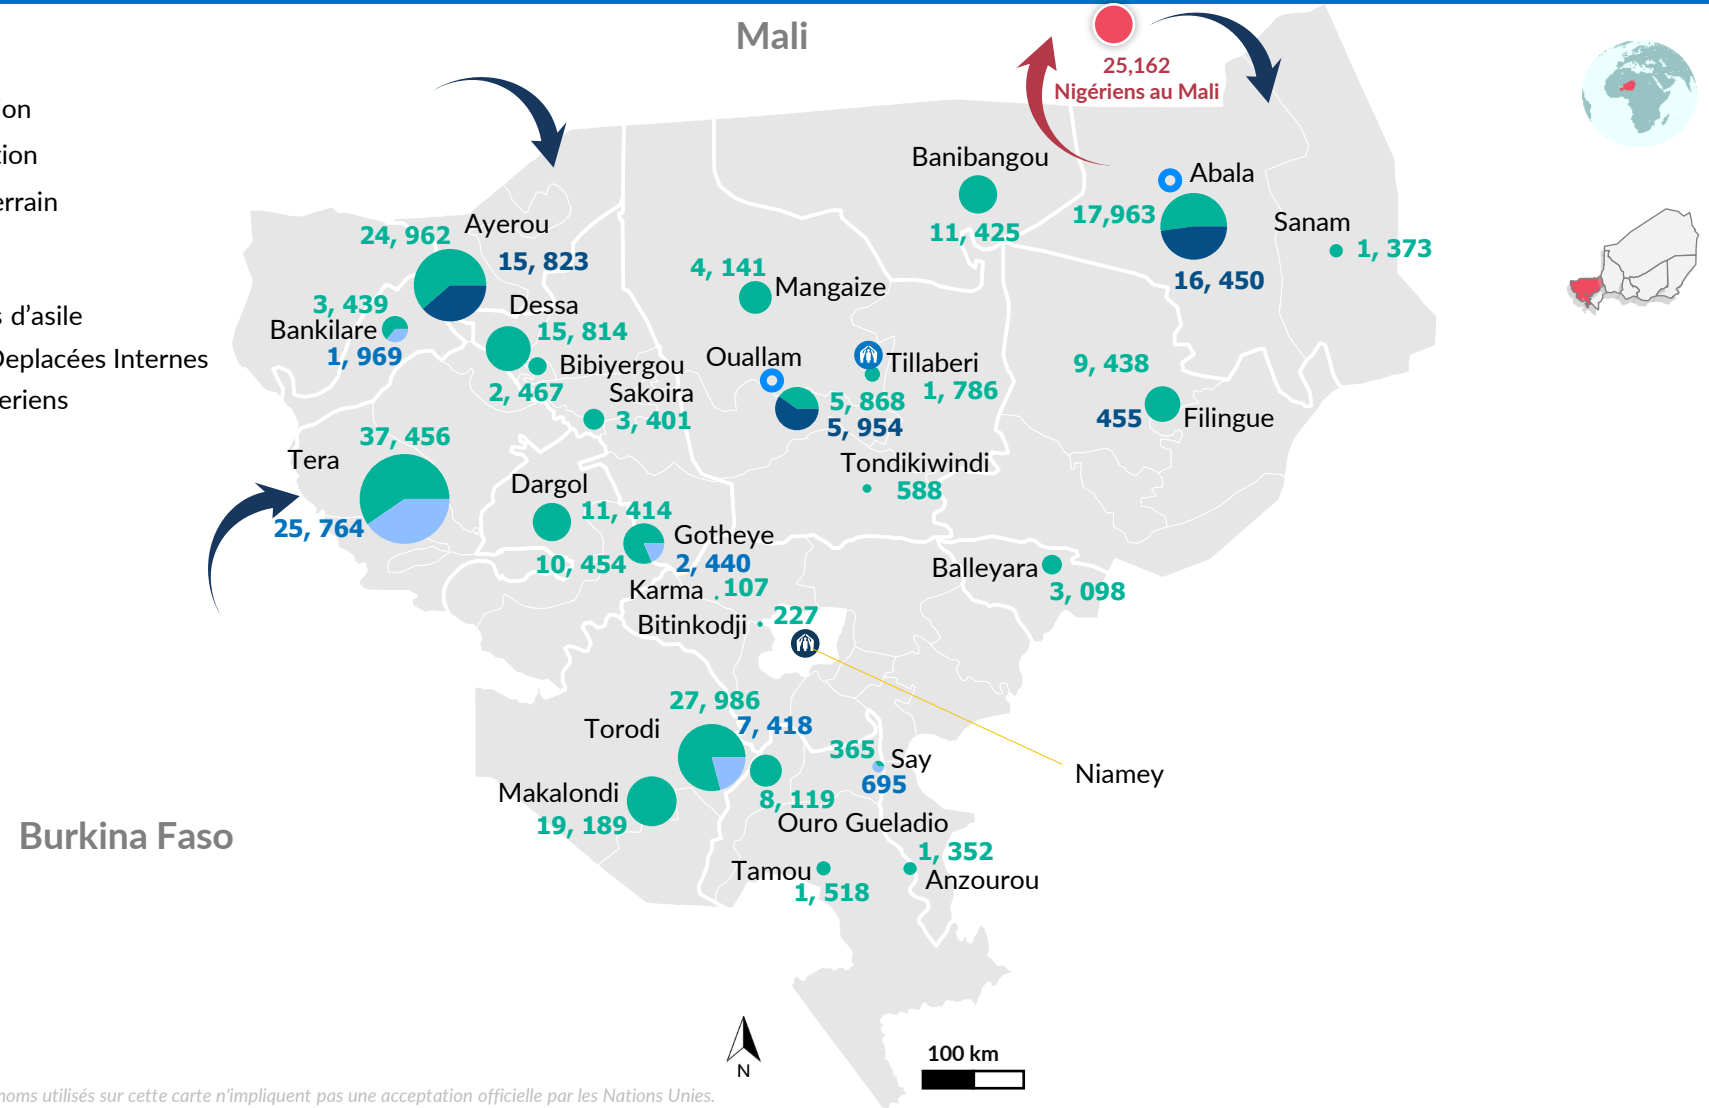 Mali
25,162
Nigériens au Mali
on
tion
errain
s d’asile
Deplacées Internes
eriens
Banibangou
11, 425
Abala
17,963
16, 450
Sanam
1, 373
Ayerou
24, 962
15, 823
4, 141
Mangaize
3, 439
Bankilare
1, 969
Dessa
15, 814
Bibiyergou
2, 467
Sakoira
3, 401
Ouallam
5, 868
5, 954
Tillaberi
1, 786
9, 438
455
Filingue
37, 456
Tera
25, 764
Tondikiwindi
588
Dargol
11, 414
10, 454
Gotheye
2, 440
Karma
107
Bitinkodji
227
Balleyara
3, 098
27, 986
Torodi
7, 418
365
Say
695
Niamey
Makalondi
19, 189
8, 119
Ouro Gueladio
Burkina Faso
1, 352
Anzourou
Tamou
1, 518
N
100 km
noms utilisés sur cette carte n'impliquent pas une acceptation officielle par les Nations Unies.